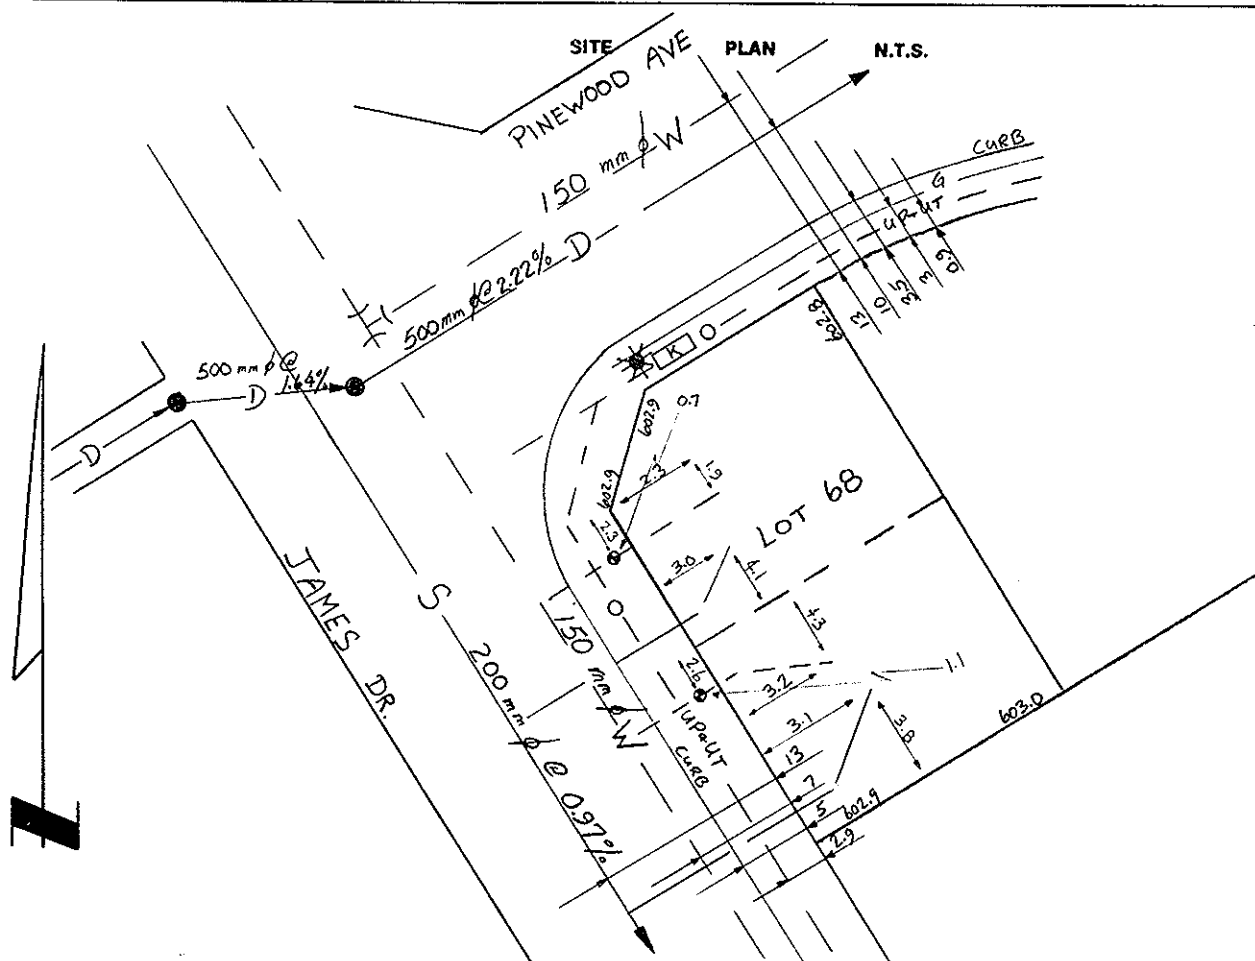 SITE PLAN N.T.S.
PINEWOOD AVE
150 mm ϕ W
CURB
G
UP+UT
500 mm ϕ @ 2.22% D
13
10
3.5
3
0.9
602.8
K
O
500 mm ϕ @
1.64%
D
D
602.9
0.7
2.3
1.9
602.9
2.3
LOT 68
3.0
4.1
4.3
O
JAMES DR.
S
200 mm ϕ @ 0.97%
150 mm ϕ W
2.6
3.2
1.1
3.1
3.8
603.0
1UP&UT
CURB
13
7
5
602.9
2.9